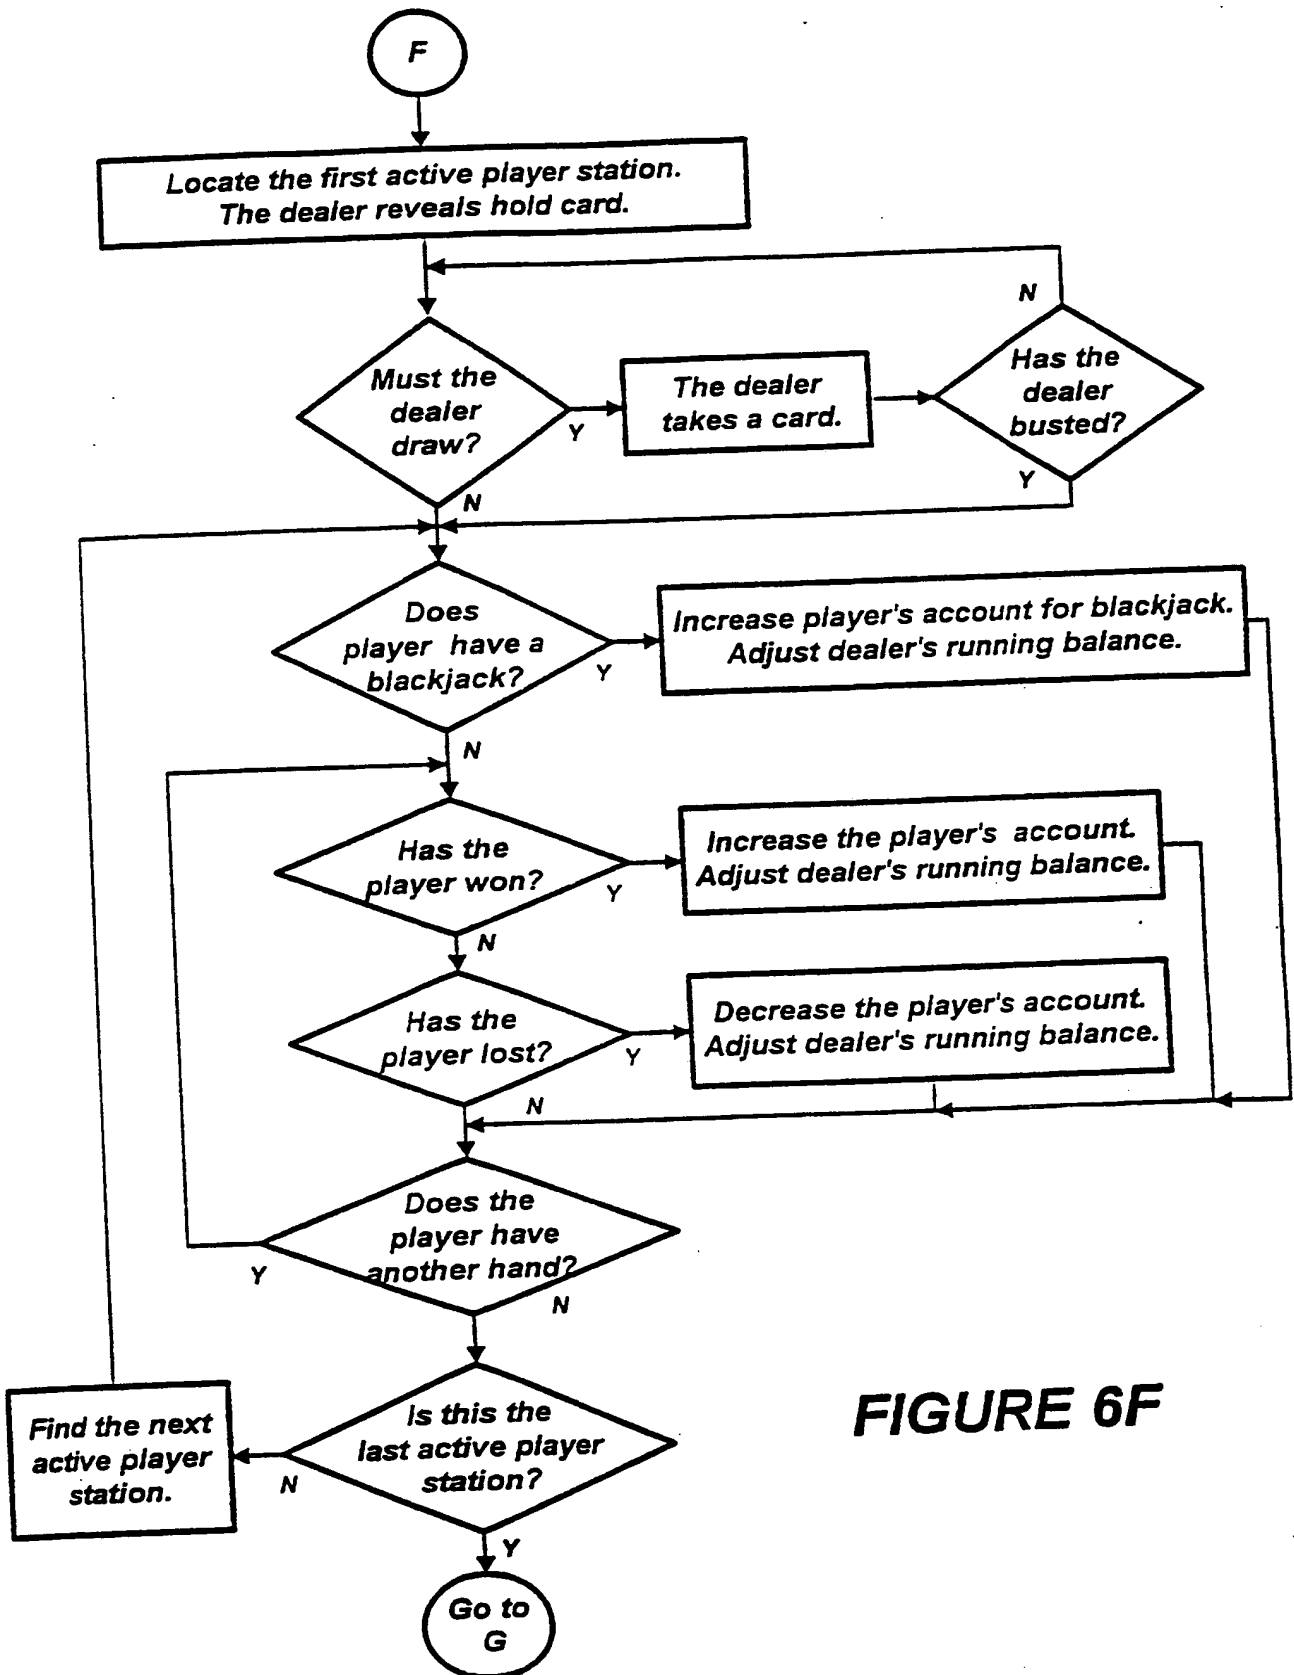 F
Locate the first active player station.
The dealer reveals hold card.
N
Must the
dealer
draw?
Y
The dealer
takes a card.
Has the
dealer
busted?
Y
N
Does
player have a
blackjack?
Y
Increase player's account for blackjack.
Adjust dealer's running balance.
N
Has the
player won?
Y
Increase the player's account.
Adjust dealer's running balance.
N
Has the
player lost?
Y
Decrease the player's account.
Adjust dealer's running balance.
N
Does the
player have
another hand?
Y
N
Is this the
last active player
station?
N
Find the next
active player
station.
Y
Go to
G
FIGURE 6F